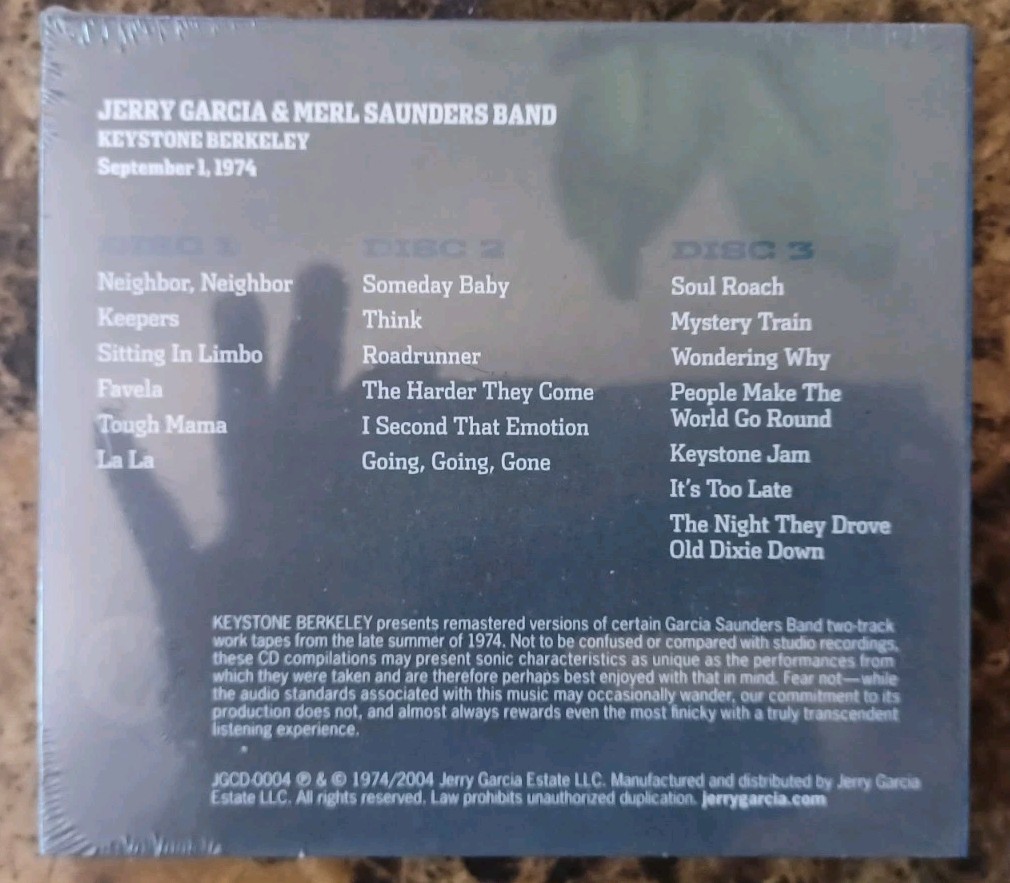 JERRY GARCIA & MERL SAUNDERS BAND
KEYSTONE BERKELEY
September 1, 1974
DISC 1
Neighbor, Neighbor
Keepers
Sitting In Limbo
Favela
Tough Mama
La La
DISC 2
Someday Baby
Think
Roadrunner
The Harder They Come
I Second That Emotion
Going, Going, Gone
DISC 3
Soul Roach
Mystery Train
Wondering Why
People Make The
World Go Round
Keystone Jam
It's Too Late
The Night They Drove
Old Dixie Down
KEYSTONE BERKELEY presents remastered versions of certain Garcia Saunders Band two-track
work tapes from the late summer of 1974. Not to be confused or compared with studio recordings,
these CD compilations may present sonic characteristics as unique as the performances from
which they were taken and are therefore perhaps best enjoyed with that in mind. Fear not—while
the audio standards associated with this music may occasionally wander, our commitment to its
production does not, and almost always rewards even the most finicky with a truly transcendent
listening experience.
JGCD-0004 ℗ & © 1974/2004 Jerry Garcia Estate LLC. Manufactured and distributed by Jerry Garcia
Estate LLC. All rights reserved. Law prohibits unauthorized duplication. jerrygarcia.com